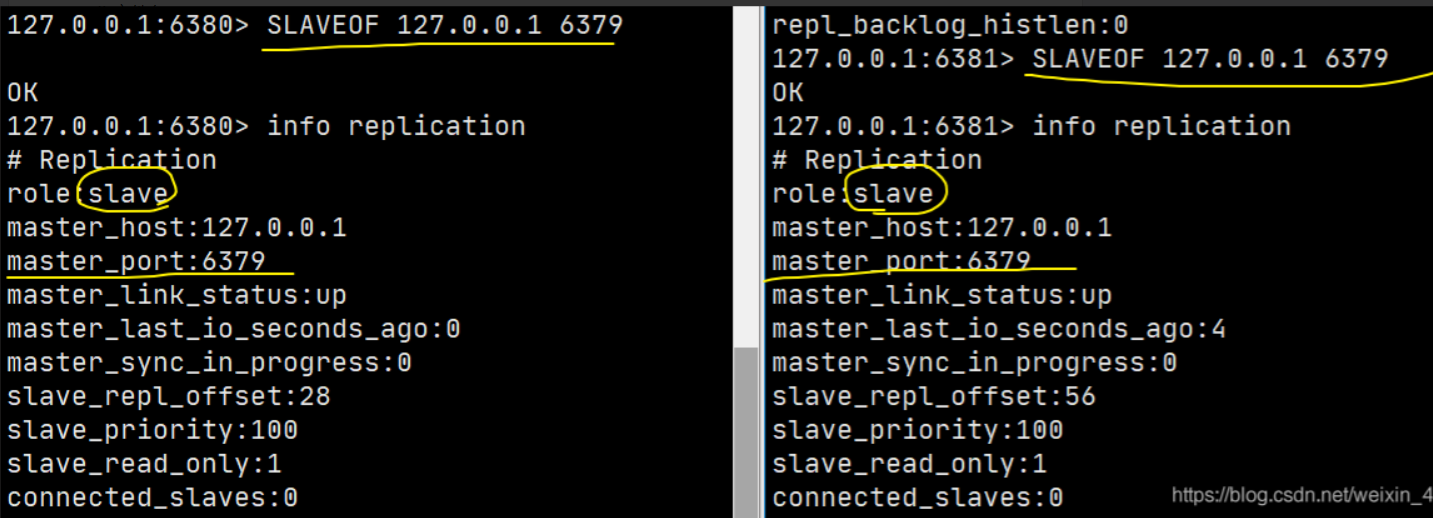 127.0.0.1:6380> SLAVEOF 127.0.0.1 6379
OK
127.0.0.1:6380> info replication
# Replication
role:slave
master_host:127.0.0.1
master_port:6379
master_link_status:up
master_last_io_seconds_ago:0
master_sync_in_progress:0
slave_repl_offset:28
slave_priority:100
slave_read_only:1
connected_slaves:0
repl_backlog_histlen:0
127.0.0.1:6381> SLAVEOF 127.0.0.1 6379
OK
127.0.0.1:6381> info replication
# Replication
role:slave
master_host:127.0.0.1
master_port:6379
master_link_status:up
master_last_io_seconds_ago:4
master_sync_in_progress:0
slave_repl_offset:56
slave_priority:100
slave_read_only:1
connected_slaves:0
https://blog.csdn.net/weixin_4